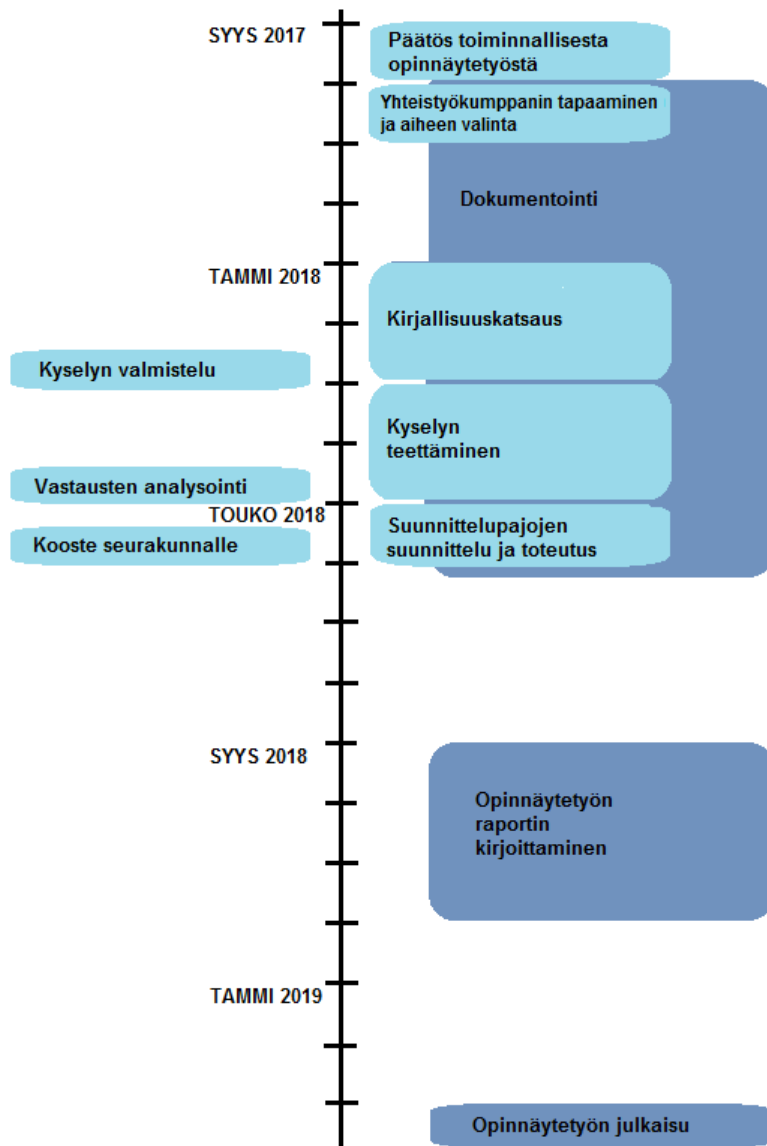 SYYS 2017
Päätös toiminnallisesta
opinnäytetyöstä
Yhteistyökumppanin tapaaminen
ja aiheen valinta
Dokumentointi
TAMMI 2018
Kirjallisuuskatsaus
Kyselyn valmistelu
Kyselyn
teettäminen
Vastausten analysointi
TOUKO 2018
Suunnittelupajojen
suunnittelu ja toteutus
Kooste seurakunnalle
SYYS 2018
Opinnäytetyön
raportin
kirjoittaminen
TAMMI 2019
Opinnäytetyön julkaisu